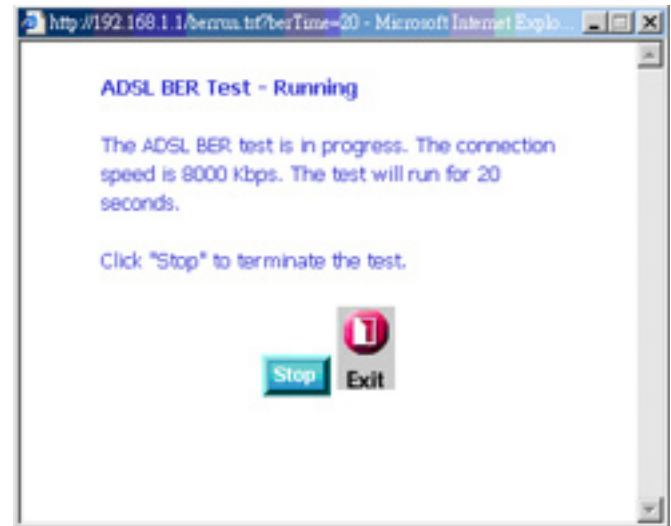 http://192.168.1.1/berrun.tst?berTime=20 - Microsoft Internet Explo...
ADSL BER Test - Running
The ADSL BER test is in progress. The connection
speed is 8000 Kbps. The test will run for 20
seconds.
Click "Stop" to terminate the test.
Stop
Exit